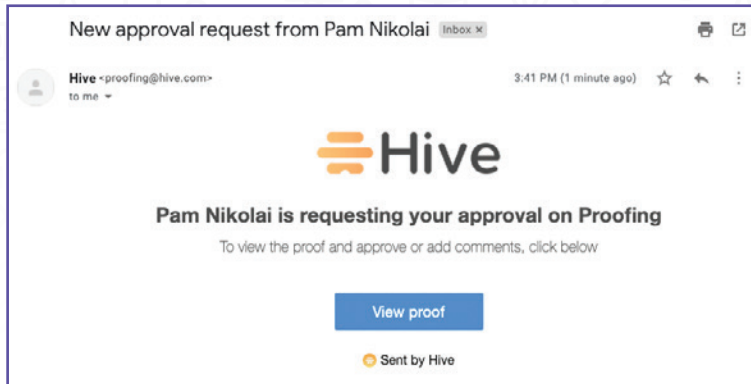 New approval request from Pam Nikolai Inbox ×
Hive <proofing@hive.com> 3:41 PM (1 minute ago)
to me
Hive
Pam Nikolai is requesting your approval on Proofing
To view the proof and approve or add comments, click below
View proof
Sent by Hive